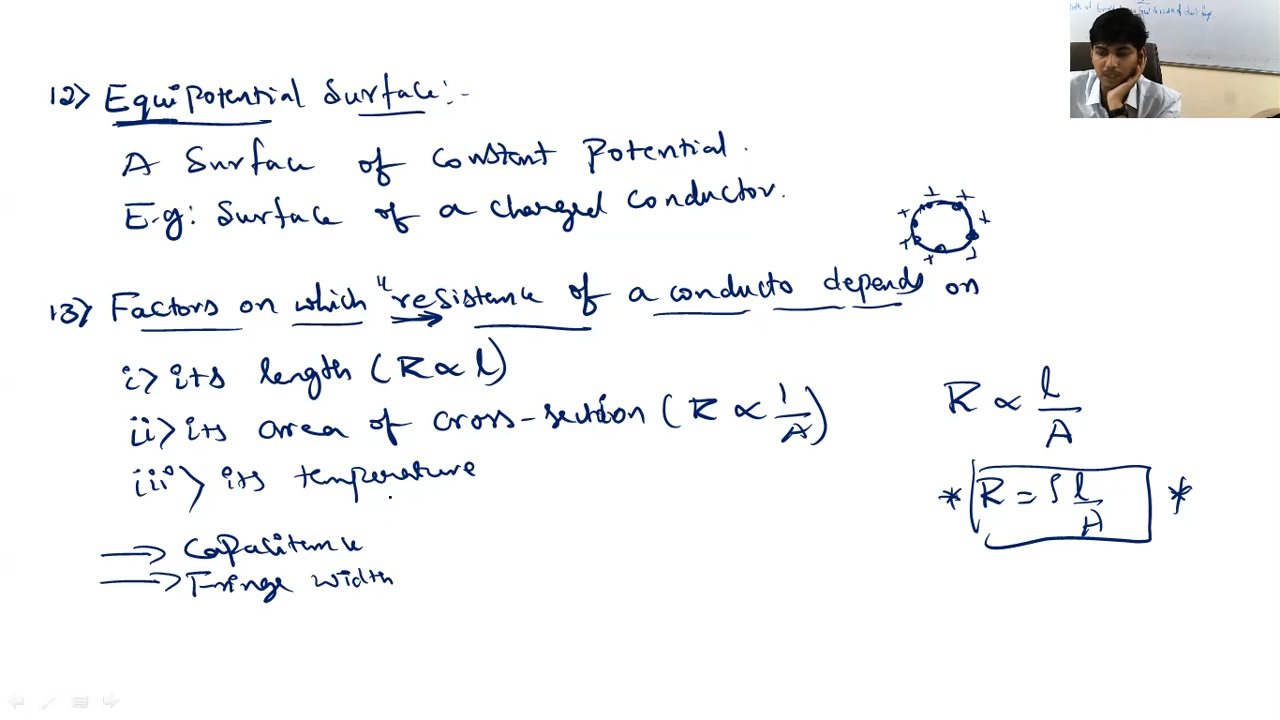 12) Equipotential Surface:-
A Surface of constant Potential.
E.g: Surface of a charged conductor.
+ + + + + + +
13) Factors on which "resistance of a conducto depends on
i) its length (R ∝ l)
ii) its area of cross-section (R ∝ 1/A)
iii) its temperature
R ∝ l/A
* R = ρ l/A *
→ Capacitance
→ Fringe width